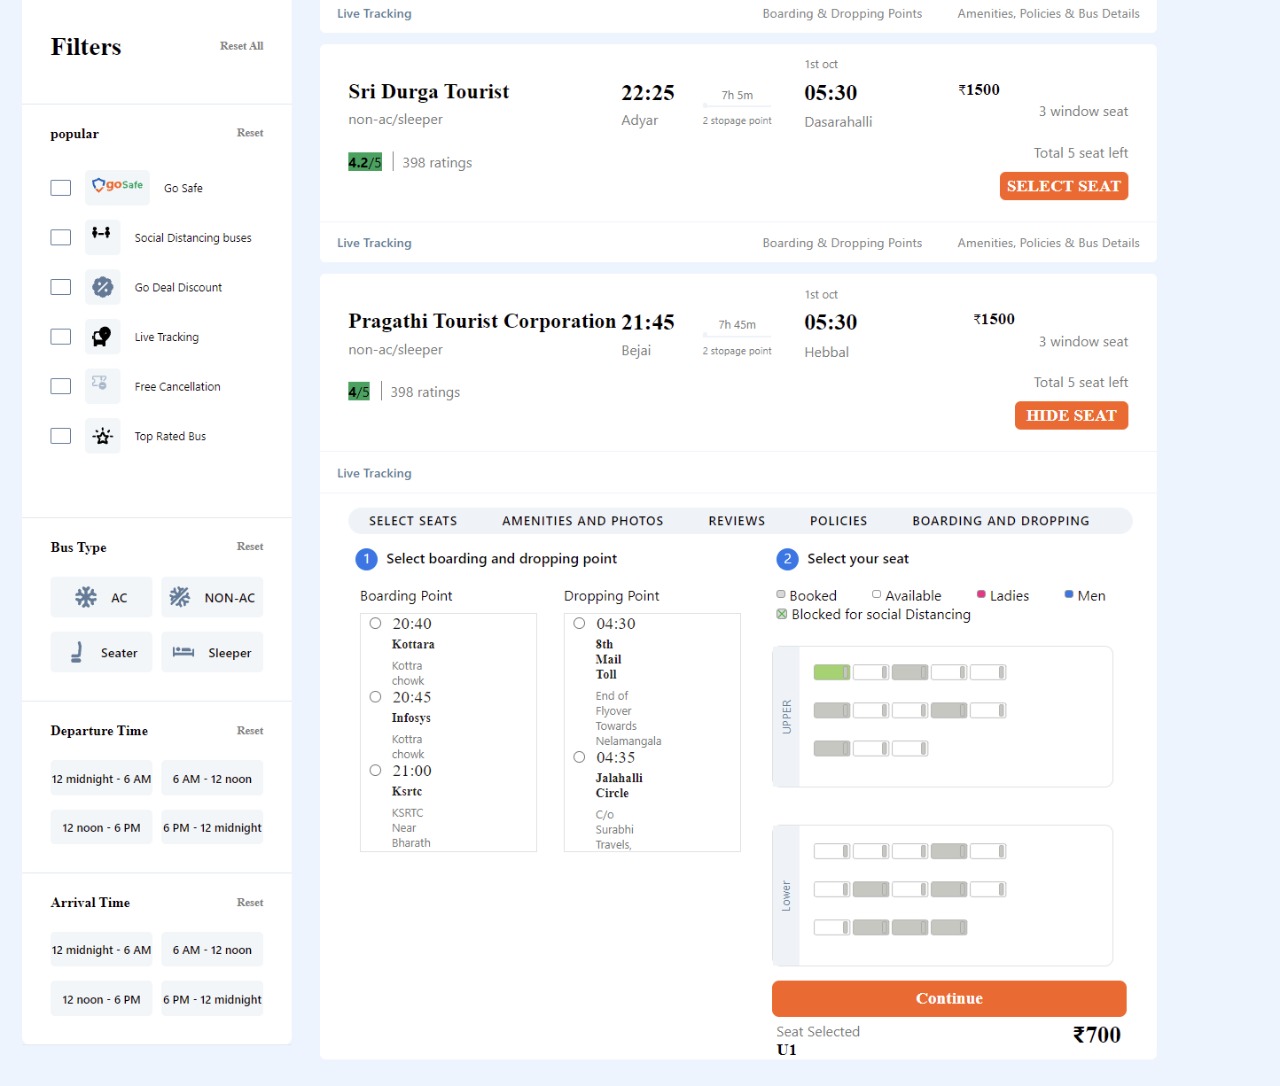 Filters
Reset All
popular
Reset
goSafe
Go Safe
Social Distancing buses
Go Deal Discount
Live Tracking
Free Cancellation
Top Rated Bus
Bus Type
Reset
AC
NON-AC
Seater
Sleeper
Departure Time
Reset
12 midnight - 6 AM
6 AM - 12 noon
12 noon - 6 PM
6 PM - 12 midnight
Arrival Time
Reset
12 midnight - 6 AM
6 AM - 12 noon
12 noon - 6 PM
6 PM - 12 midnight
Live Tracking
Boarding & Dropping Points
Amenities, Policies & Bus Details
Sri Durga Tourist
non-ac/sleeper
4.2/5
398 ratings
22:25
Adyar
7h 5m
2 stopage point
1st oct
05:30
Dasarahalli
₹1500
3 window seat
Total 5 seat left
SELECT SEAT
Live Tracking
Boarding & Dropping Points
Amenities, Policies & Bus Details
Pragathi Tourist Corporation
non-ac/sleeper
4/5
398 ratings
21:45
Bejai
7h 45m
2 stopage point
1st oct
05:30
Hebbal
₹1500
3 window seat
Total 5 seat left
HIDE SEAT
Live Tracking
SELECT SEATS
AMENITIES AND PHOTOS
REVIEWS
POLICIES
BOARDING AND DROPPING
1 Select boarding and dropping point
Boarding Point
20:40
Kottara
Kottra
chowk
20:45
Infosys
Kottra
chowk
21:00
Ksrtc
KSRTC
Near
Bharath
Dropping Point
04:30
8th
Mail
Toll
End of
Flyover
Towards
Nelamangala
04:35
Jalahalli
Circle
C/o
Surabhi
Travels,
2 Select your seat
Booked
Available
Ladies
Men
Blocked for social Distancing
UPPER
Lower
Continue
Seat Selected
U1
₹700